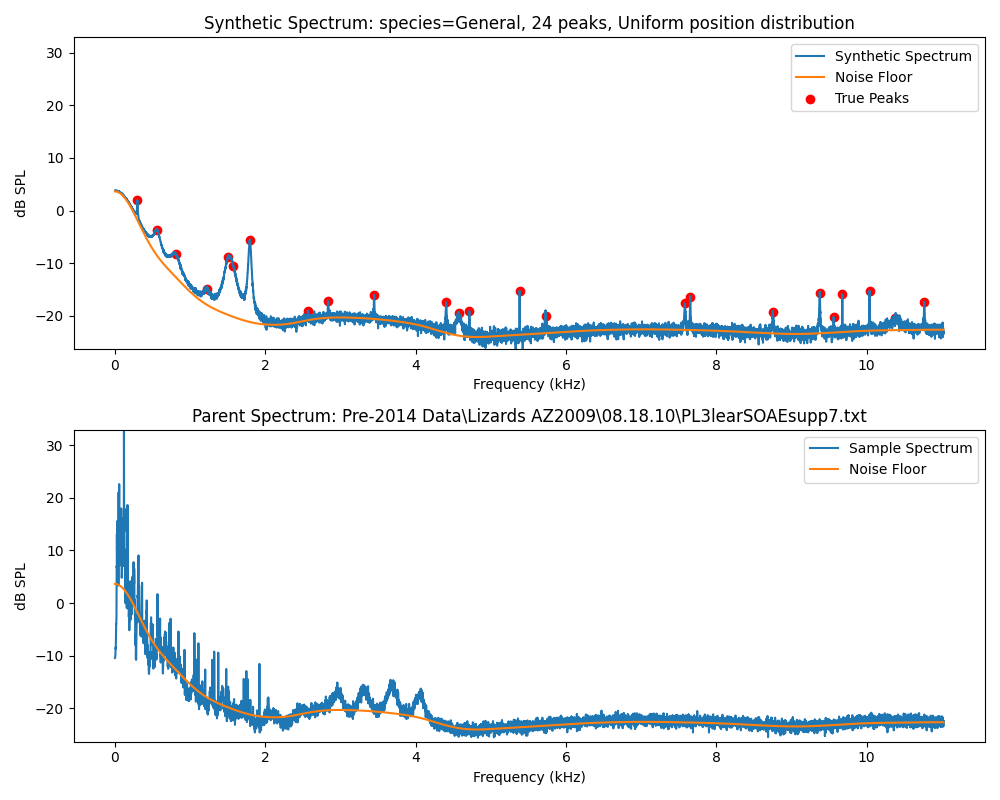 Synthetic Spectrum: species=General, 24 peaks, Uniform position distribution
dB SPL
30
20
10
0
−10
−20
Synthetic Spectrum
Noise Floor
True Peaks
0 2 4 6 8 10
Frequency (kHz)
Parent Spectrum: Pre-2014 Data\Lizards AZ2009\08.18.10\PL3learSOAEsupp7.txt
dB SPL
30
20
10
0
−10
−20
Sample Spectrum
Noise Floor
0 2 4 6 8 10
Frequency (kHz)